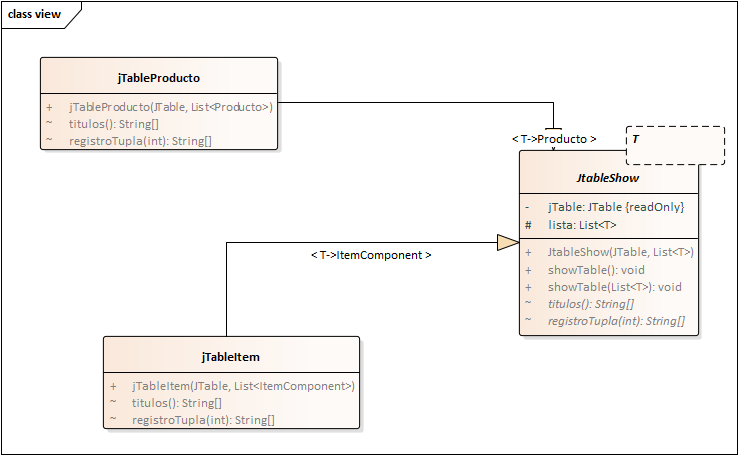 class view
jTableProducto
+ jTableProducto(JTable, List<Producto>)
~ titulos(): String[]
~ registroTupla(int): String[]
< T->Producto >
T
JtableShow
- jTable: JTable {readOnly}
# lista: List<T>
+ JtableShow(JTable, List<T>)
+ showTable(): void
+ showTable(List<T>): void
~ titulos(): String[]
~ registroTupla(int): String[]
< T->ItemComponent >
jTableItem
+ jTableItem(JTable, List<ItemComponent>)
~ titulos(): String[]
~ registroTupla(int): String[]